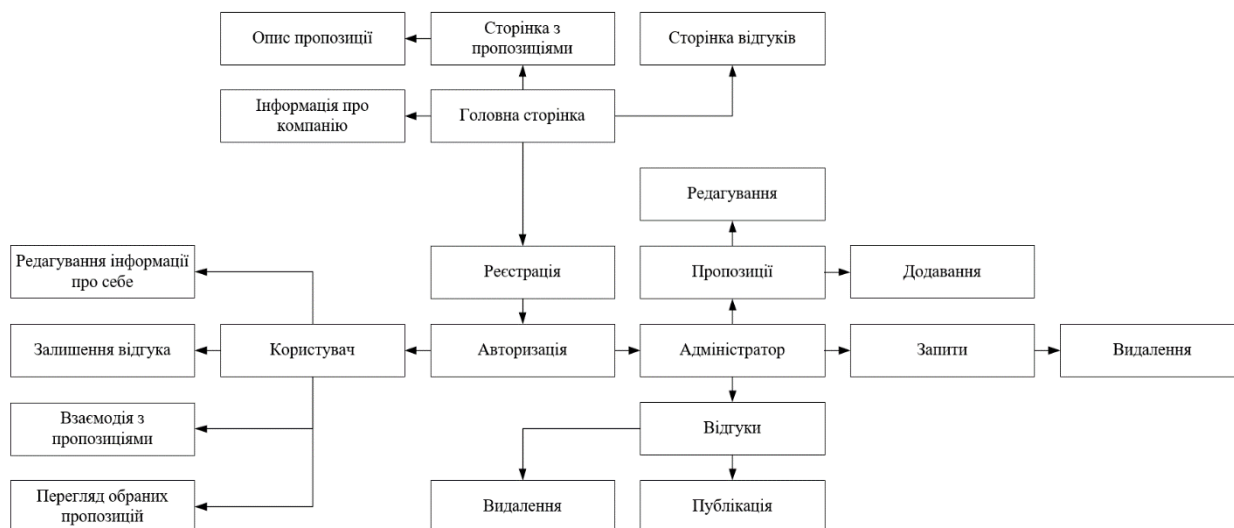 Опис пропозиції
Сторінка з
пропозиціями
Сторінка відгуків
Інформація про
компанію
Головна сторінка
Редагування
Редагування інформації
про себе
Реєстрація
Пропозиції
Додавання
Залишення відгука
Користувач
Авторизація
Адміністратор
Запити
Видалення
Взаємодія з
пропозиціями
Відгуки
Перегляд обраних
пропозицій
Видалення
Публікація